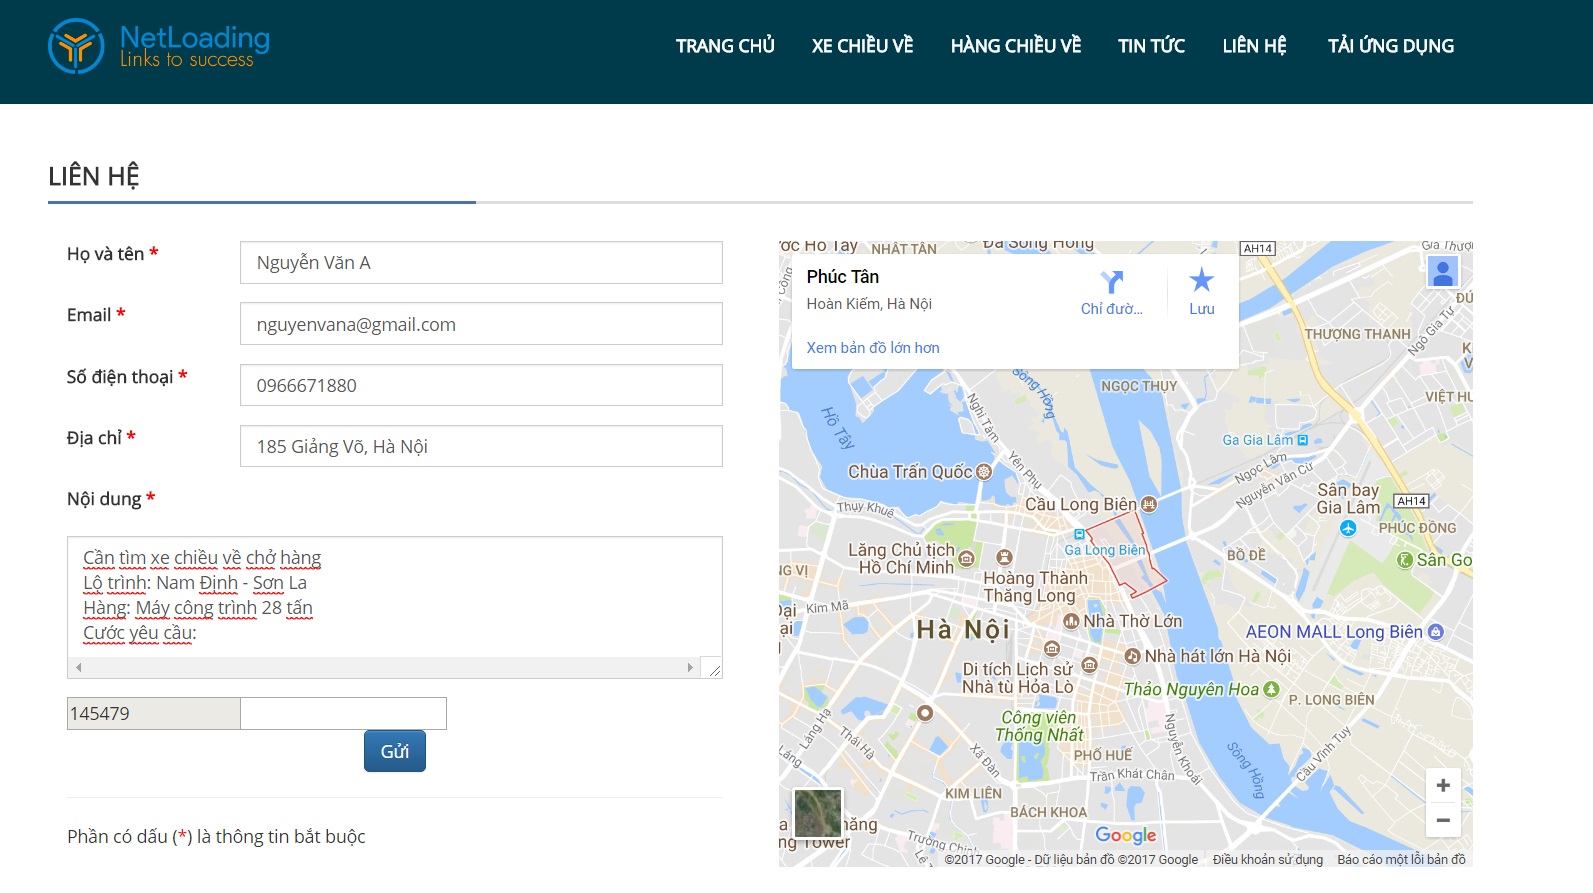 NetLoading
Links to success
TRANG CHỦ
XE CHIỀU VỀ
HÀNG CHIỀU VỀ
TIN TỨC
LIÊN HỆ
TẢI ỨNG DỤNG
LIÊN HỆ
Họ và tên *
Nguyễn Văn A
Email *
nguyenvana@gmail.com
Số điện thoại *
0966671880
Địa chỉ *
185 Giảng Võ, Hà Nội
Nội dung *
Cần tìm xe chiều về chở hàng
Lộ trình: Nam Định - Sơn La
Hàng: Máy công trình 28 tấn
Cước yêu cầu:
145479
Gửi
Phần có dấu (*) là thông tin bắt buộc
NHẬT TÂN
AH14
Phúc Tân
Hoàn Kiếm, Hà Nội
Xem bản đồ lớn hơn
Chỉ đườ...
Lưu
THƯỢNG THANH
Ngô Gia Tự
NGỌC THỤY
Sông Hồng
Hồ Tây
Nghi Tàm
Yên Phụ
Ga Gia Lâm
Ngọc Lâm
Nguyễn Văn Cừ
Chùa Trấn Quốc
Thụy Khuê
Cầu Long Biên
Sân bay
Gia Lâm
AH14
PHÚC ĐỒNG
Ga Long Biên
BỒ ĐỀ
Lăng Chủ tịch
Hồ Chí Minh
Hoàng Thành
Thăng Long
Kim Mã
Nhà Thờ Lớn
Hà Nội
AEON MALL Long Biên
Nhà hát lớn Hà Nội
Di tích Lịch sử
Nhà tù Hỏa Lò
Thảo Nguyên Hoa
P. LONG BIÊN
Láng Hạ
Thái Hà
Công viên
Thống Nhất
Xã Đàn
PHỐ HUẾ
Trần Khát Chân
Nguyễn Khoái
Sông Hồng
Cầu Vĩnh Tuy
KIM LIÊN
BÁCH KHOA
Google
©2017 Google - Dữ liệu bản đồ ©2017 Google
Điều khoản sử dụng
Báo cáo một lỗi bản đồ